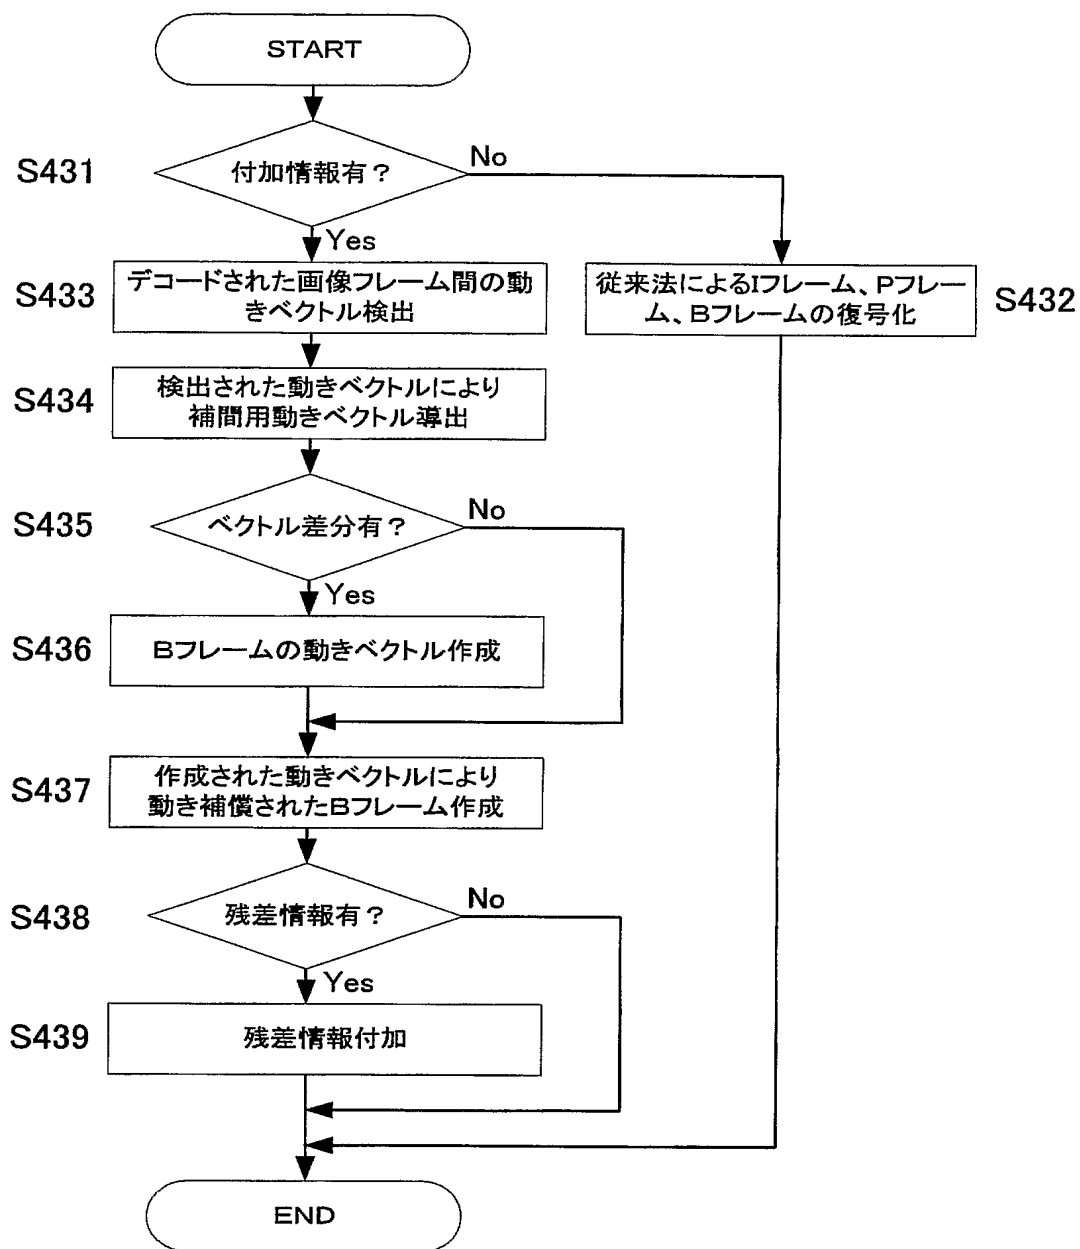 START
S431
付加情報有？
No
Yes
S433
デコードされた画像フレーム間の動
きベクトル検出
従来法によるIフレーム、Pフレー
ム、Bフレームの復号化
S432
S434
検出された動きベクトルにより
補間用動きベクトル導出
S435
ベクトル差分有？
No
Yes
S436
Bフレームの動きベクトル作成
S437
作成された動きベクトルにより
動き補償されたBフレーム作成
S438
残差情報有？
No
Yes
S439
残差情報付加
END